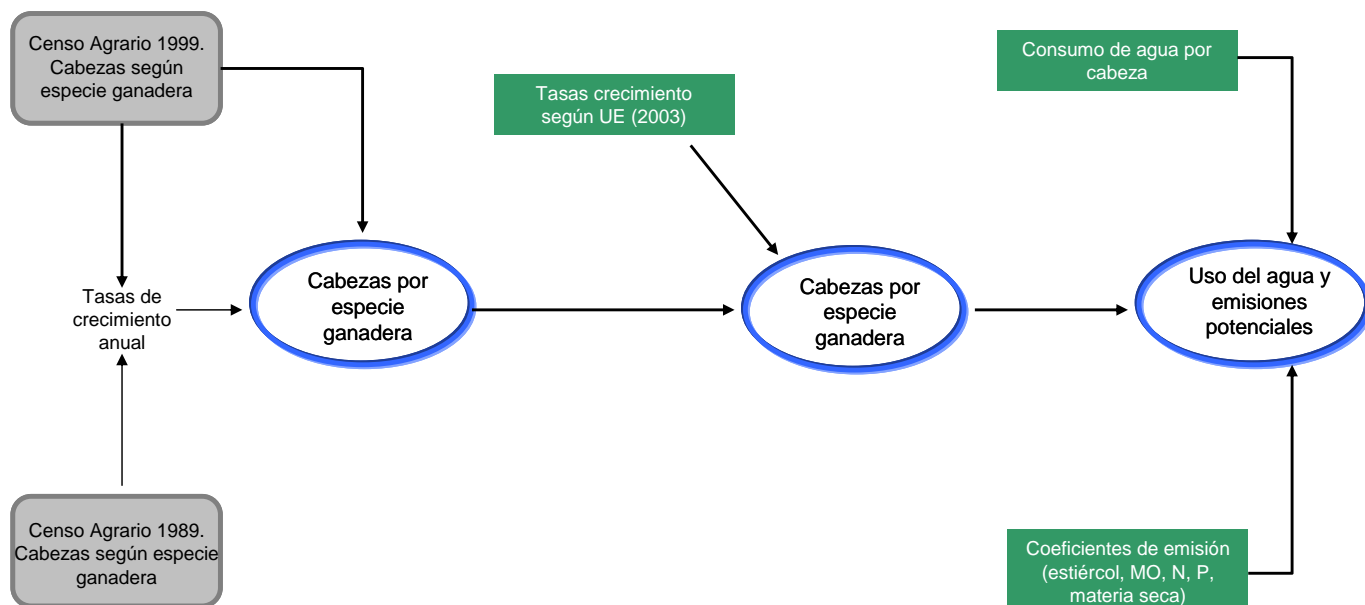 Censo Agrario 1999.
Cabezas según
especie ganadera
Consumo de agua por
cabeza
Tasas crecimiento
según UE (2003)
Tasas de
crecimiento
anual
Cabezas por
especie
ganadera
Cabezas por
especie
ganadera
Uso del agua y
emisiones
potenciales
Censo Agrario 1989.
Cabezas según especie
ganadera
Coeficientes de emisión
(estiércol, MO, N, P,
materia seca)